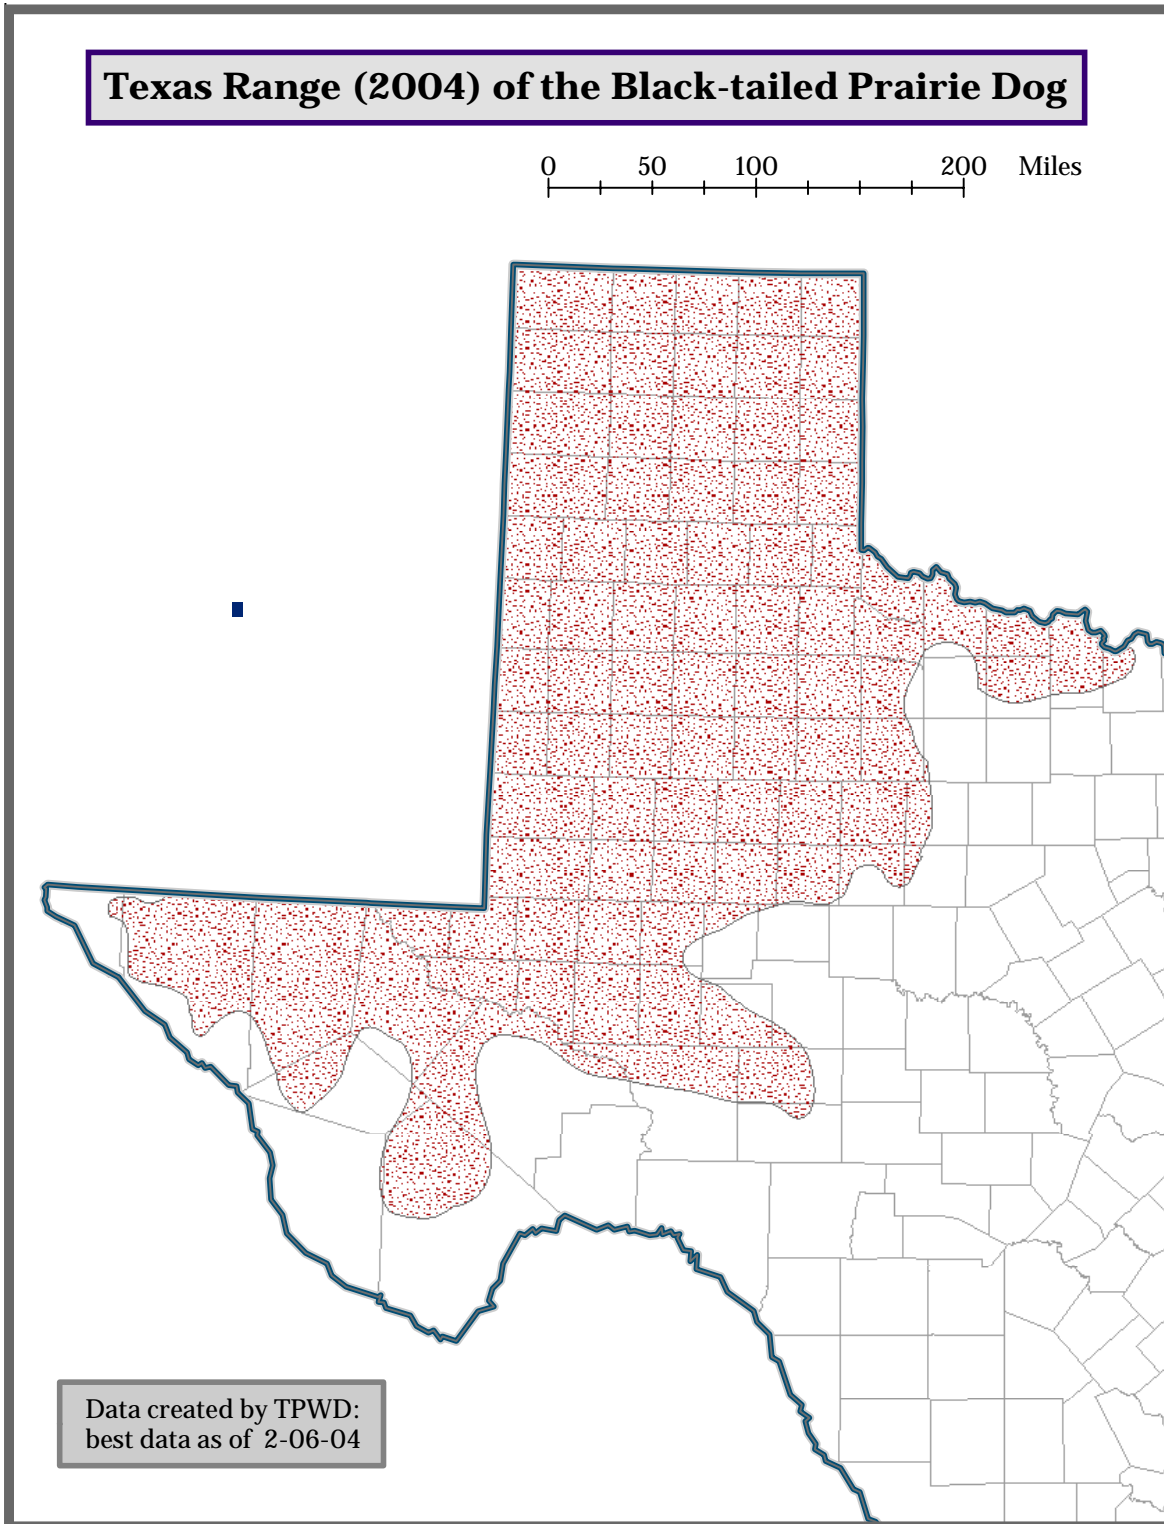 Texas Range (2004) of the Black-tailed Prairie Dog
0 50 100 200 Miles
Data created by TPWD:
best data as of 2-06-04